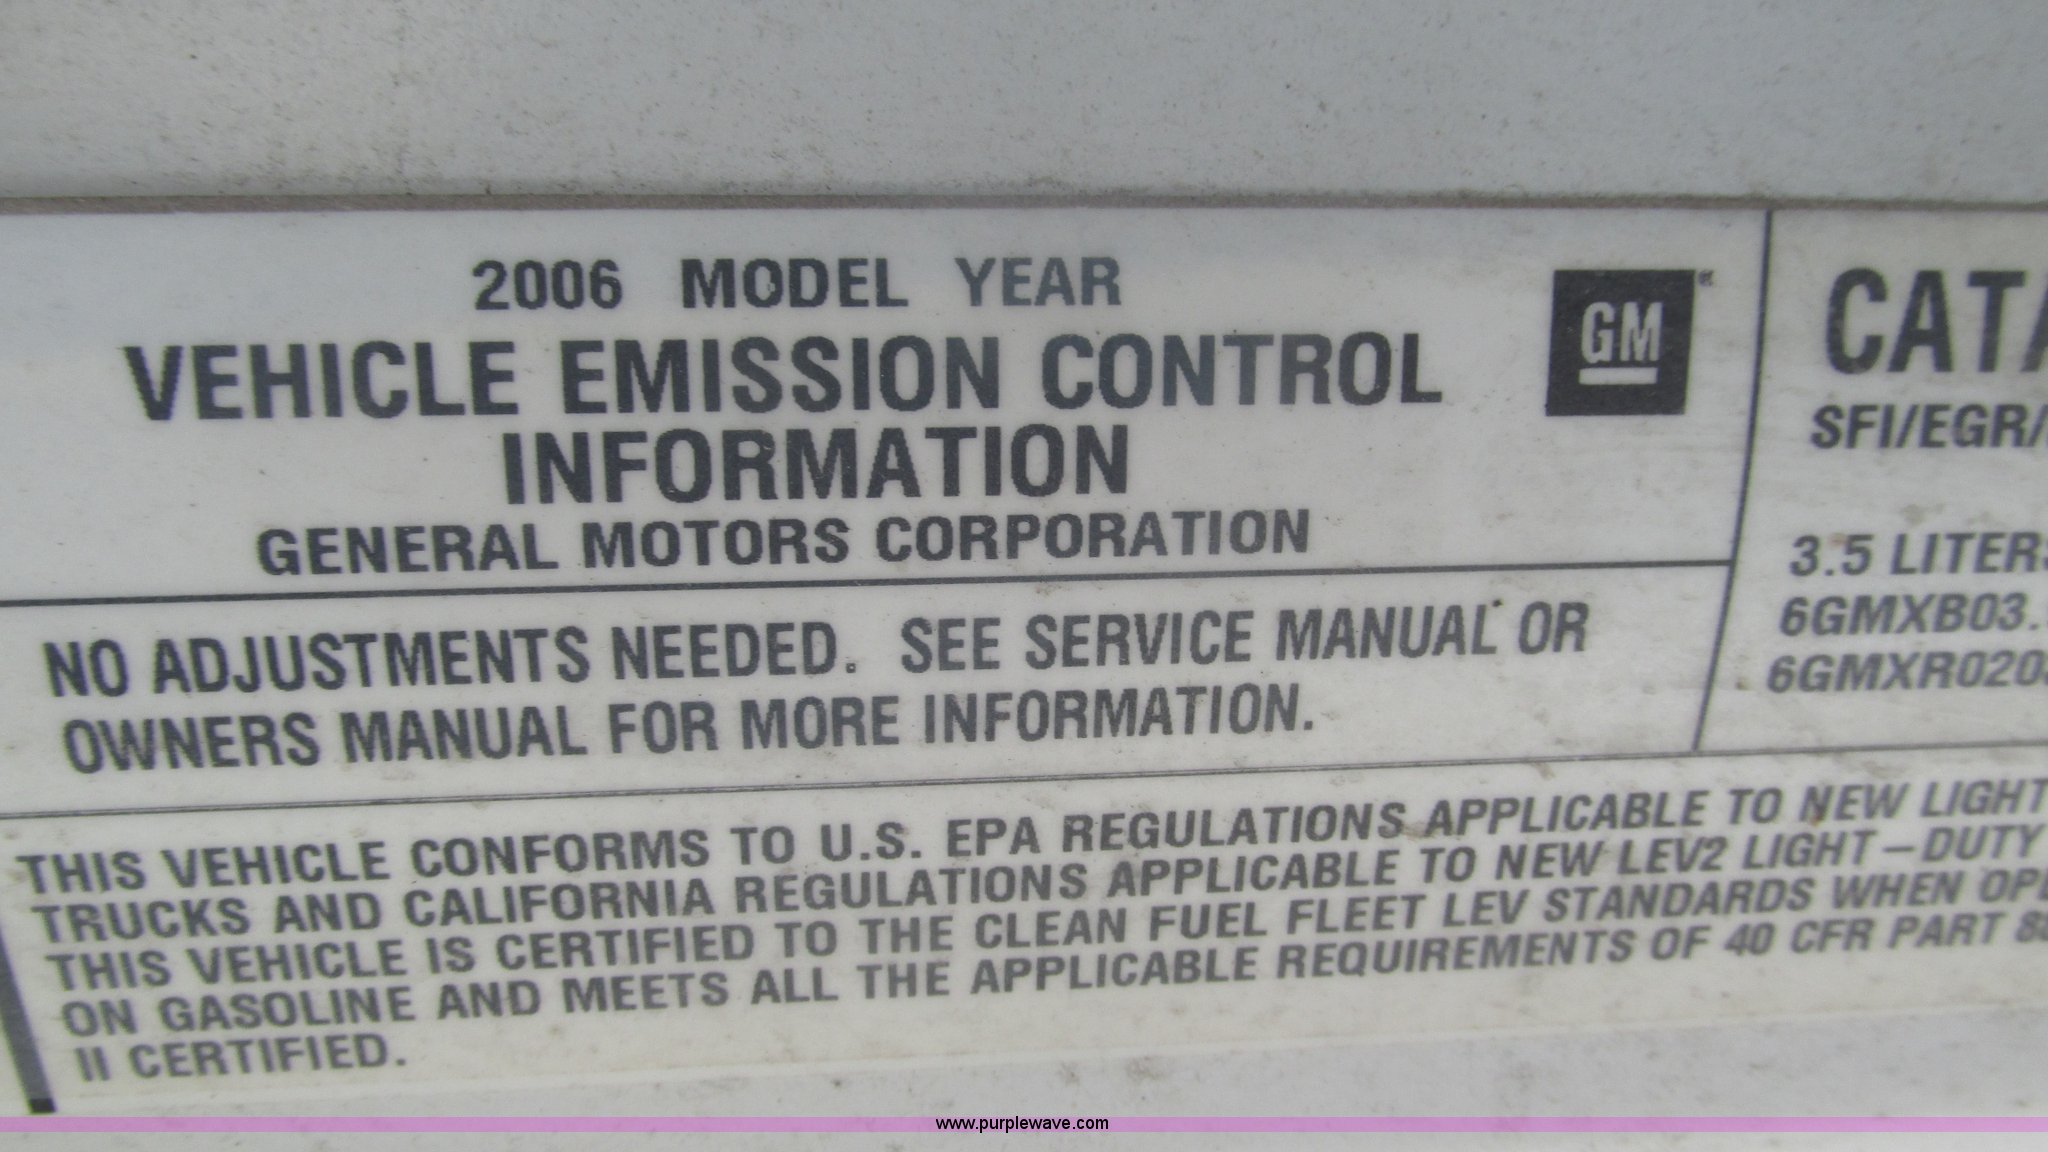 2006 MODEL YEAR
VEHICLE EMISSION CONTROL
INFORMATION
GENERAL MOTORS CORPORATION
GM
NO ADJUSTMENTS NEEDED. SEE SERVICE MANUAL OR
OWNERS MANUAL FOR MORE INFORMATION.
CATA
SFI/EGR/
3.5 LITERS
6GMXB03.
6GMXR020
THIS VEHICLE CONFORMS TO U.S. EPA REGULATIONS APPLICABLE TO NEW LIGHT
TRUCKS AND CALIFORNIA REGULATIONS APPLICABLE TO NEW LEV2 LIGHT-DUTY
THIS VEHICLE IS CERTIFIED TO THE CLEAN FUEL FLEET LEV STANDARDS WHEN OPE
ON GASOLINE AND MEETS ALL THE APPLICABLE REQUIREMENTS OF 40 CFR PART 8
II CERTIFIED.
www.purplewave.com